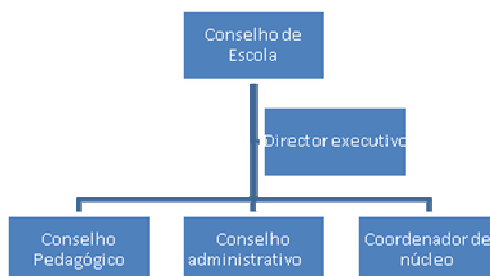 Conselho de
Escola
Director executivo
Conselho
Pedagógico
Conselho
administrativo
Coordenador de
núcleo